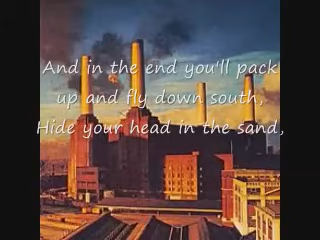 And in the end you'll pack
up and fly down south,
Hide your head in the sand,